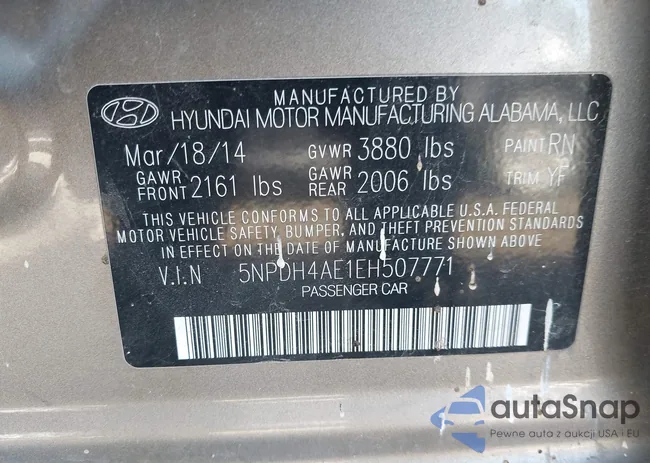 MANUFACTURED BY
HYUNDAI MOTOR MANUFACTURING ALABAMA, LLC
Mar/18/14 GVWR 3880 lbs PAINT RN
GAWR FRONT 2161 lbs GAWR REAR 2006 lbs TRIM YF
THIS VEHICLE CONFORMS TO ALL APPLICABLE U.S.A. FEDERAL
MOTOR VEHICLE SAFETY, BUMPER, AND THEFT PREVENTION STANDARDS
IN EFFECT ON THE DATE OF MANUFACTURE SHOWN ABOVE.
V.I.N 5NPDH4AE1EH507771
PASSENGER CAR
autaSnap
Pewne auta z aukcji USA i EU